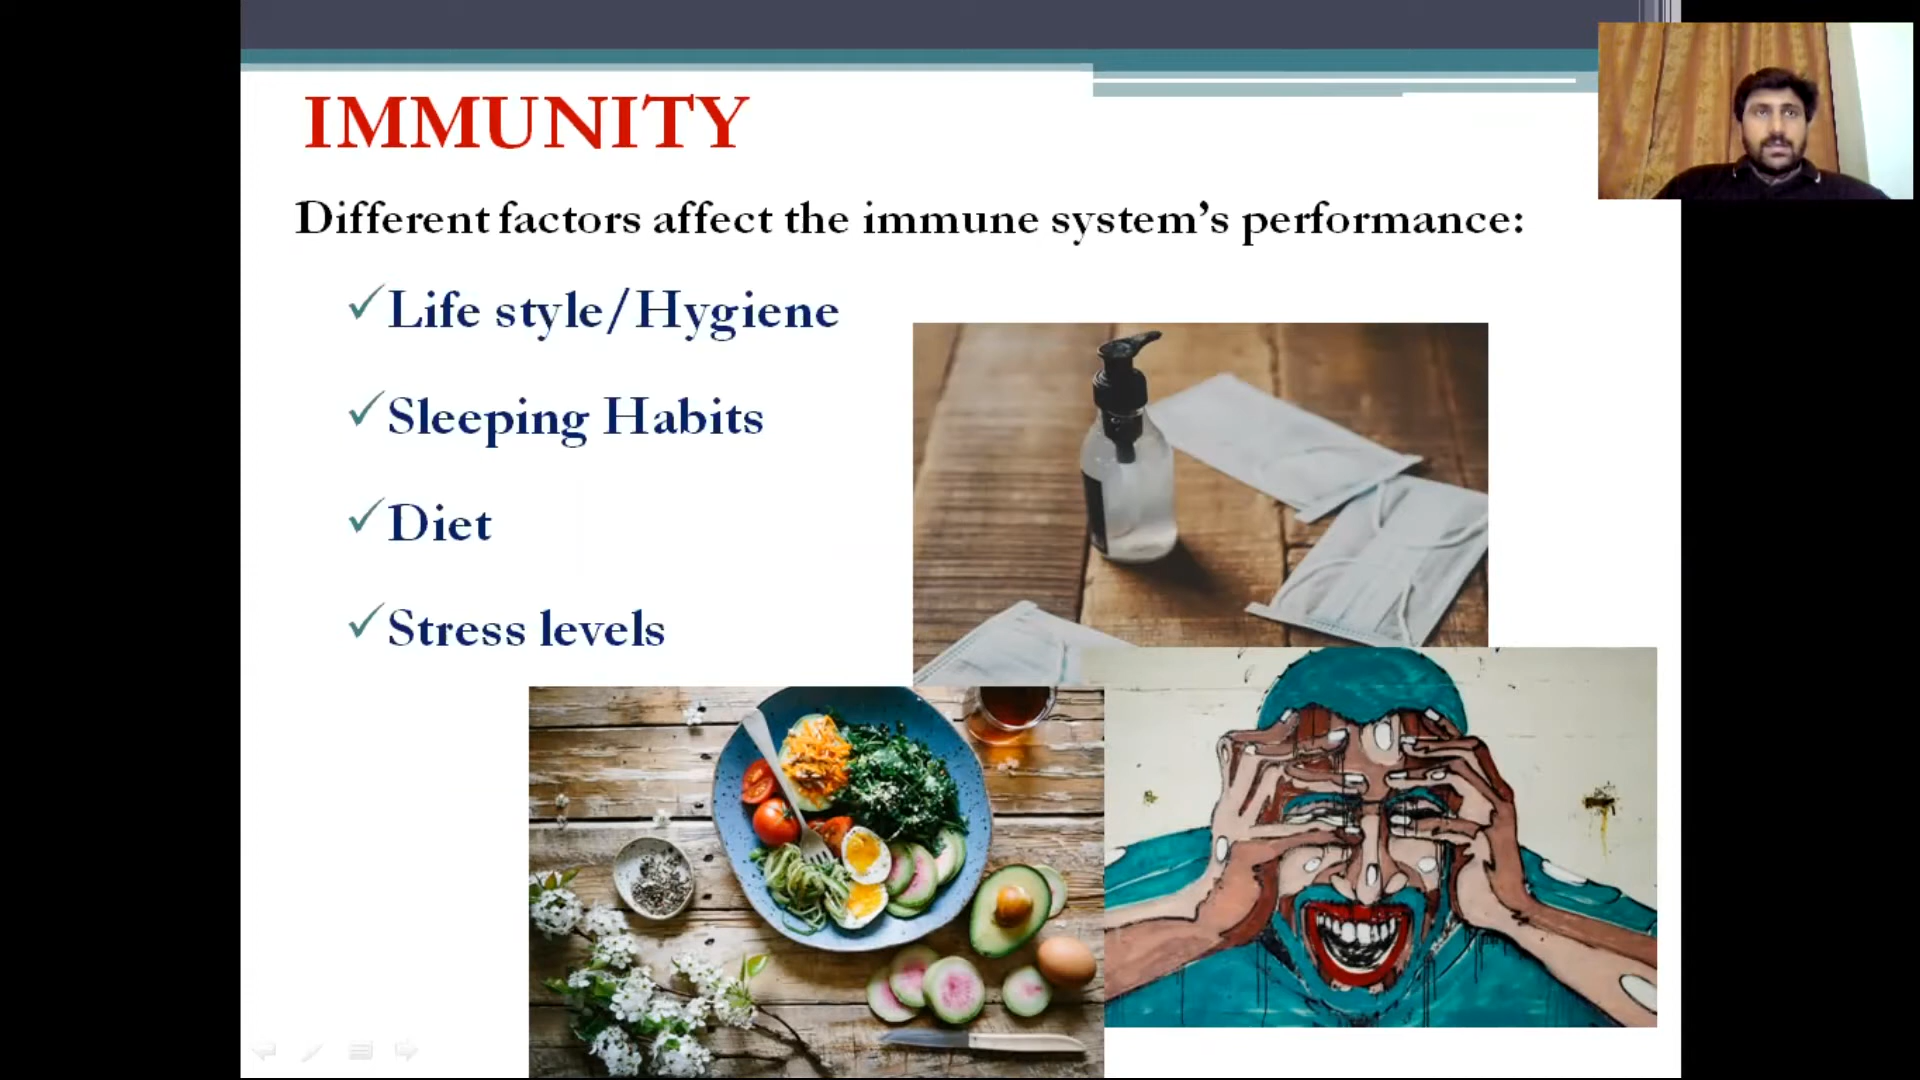 IMMUNITY
Different factors affect the immune system's performance:
Life style/Hygiene
Sleeping Habits
Diet
Stress levels